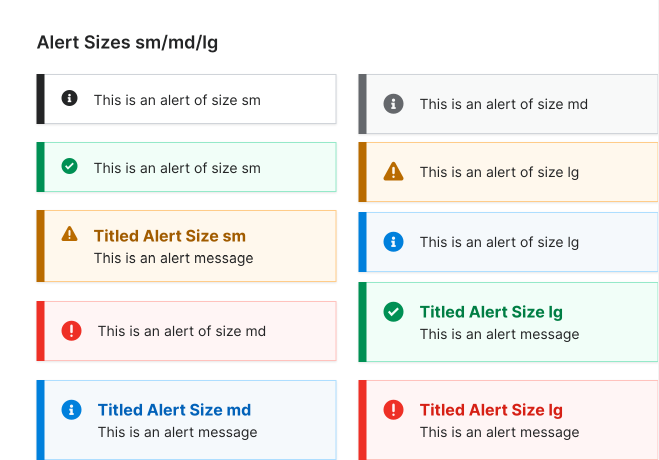 Alert Sizes sm/md/lg
This is an alert of size sm
This is an alert of size sm
Titled Alert Size sm
This is an alert message
This is an alert of size md
Titled Alert Size md
This is an alert message
This is an alert of size md
This is an alert of size lg
This is an alert of size lg
Titled Alert Size lg
This is an alert message
Titled Alert Size lg
This is an alert message